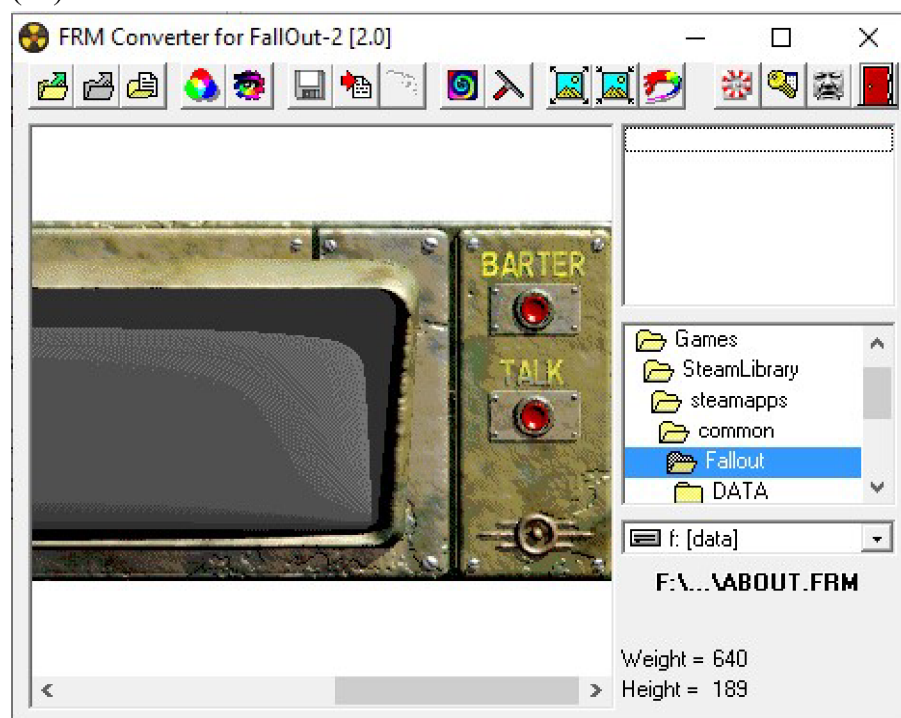 FRM Converter for FallOut-2 [2.0]
BARTER
TALK
Games
SteamLibrary
steamapps
common
Fallout
DATA
f: [data]
F:\...\ABOUT.FRM
Weight = 640
Height = 189